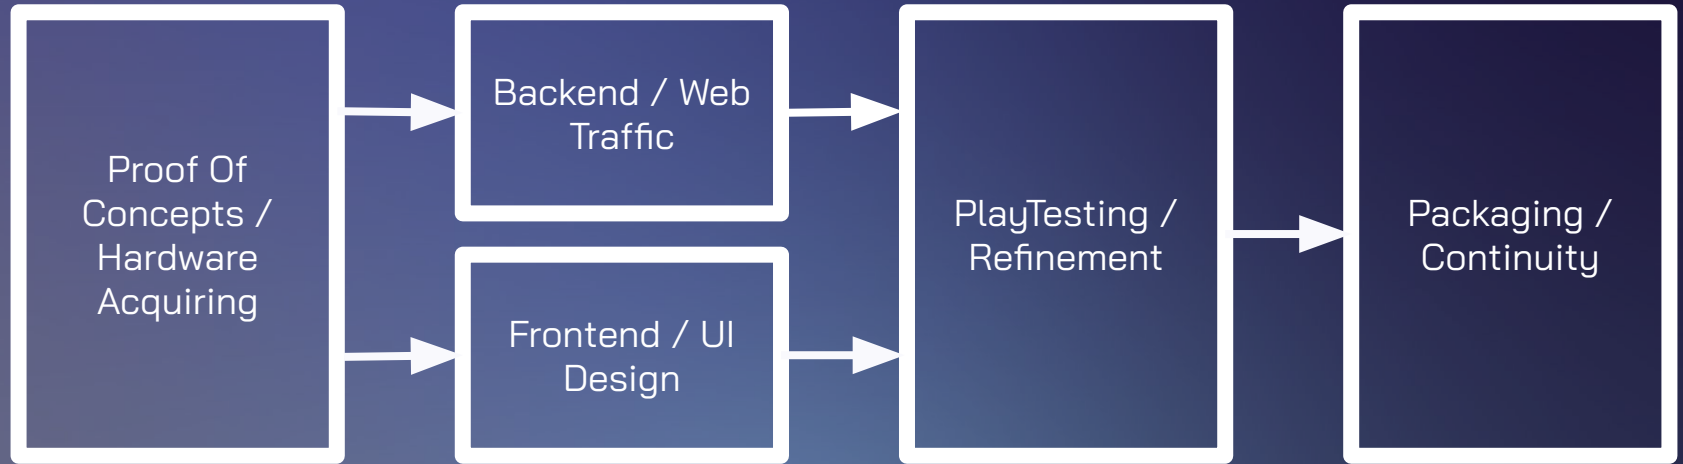 Proof Of
Concepts /
Hardware
Acquiring
Backend / Web
Traffic
Frontend / UI
Design
PlayTesting /
Refinement
Packaging /
Continuity